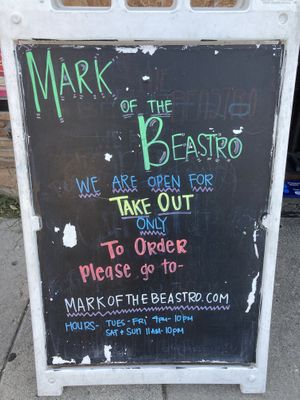 MARK
OF THE
BEASTRO
WE ARE OPEN FOR
TAKE OUT
ONLY
To Order
Please go to-
MARKOFTHEBEASTRO.COM
HOURS- TUES-FRI 4PM-10PM
SAT + SUN 11AM-10PM